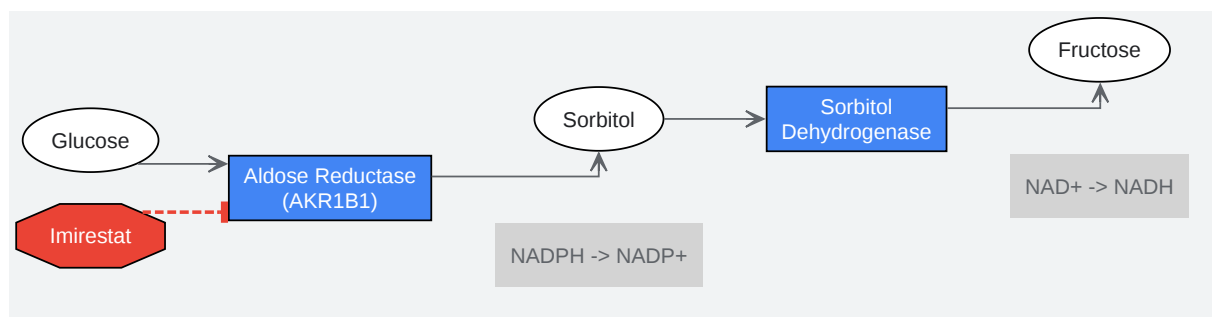 Fructose
Sorbitol
Dehydrogenase
Sorbitol
Glucose
Aldose Reductase
(AKR1B1)
NAD+ -> NADH
Imirestat
NADPH -> NADP+